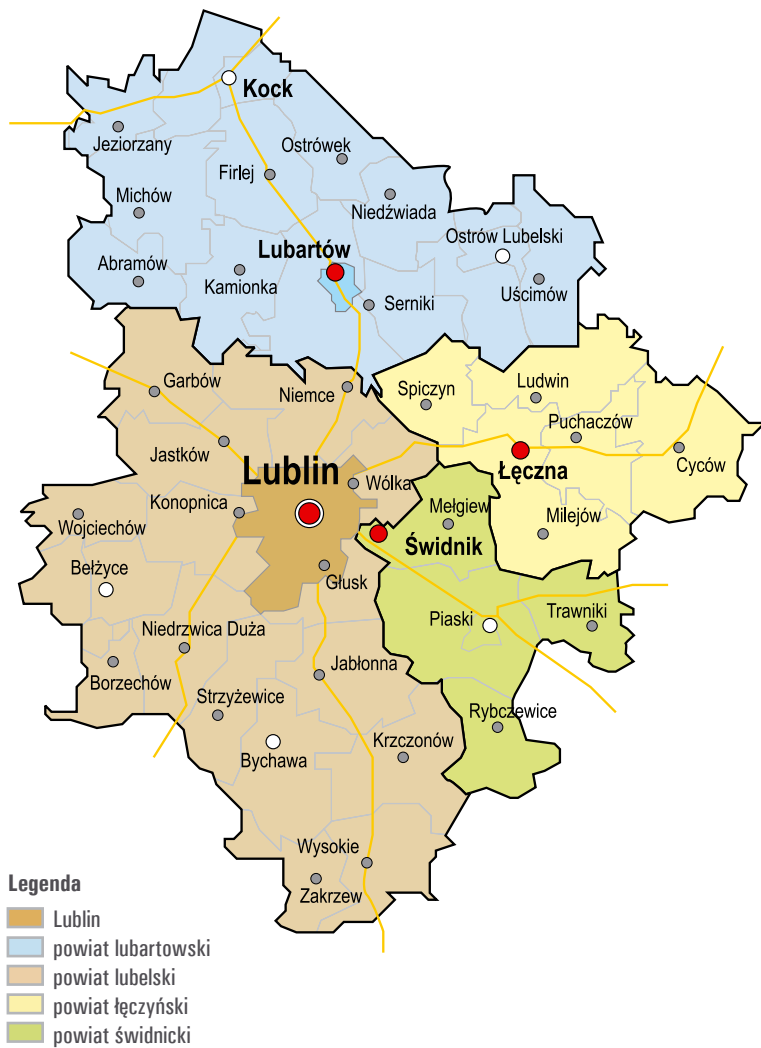 Kock
Jeziorzany
Ostrówek
Firlej
Michów
Niedźwiada
Ostrów Lubelski
Lubartów
Abramów
Kamionka
Uściмów
Serniki
Garbów
Niemce
Spiczyn
Ludwin
Puchaczów
Jastków
Łęczna
Cyców
Lublin
Wólka
Konopnica
Mełgiew
Milejów
Wojciechów
Świdnik
Bełżyce
Głusk
Piaski
Trawniki
Niedrzwica Duża
Jabłonna
Borzechów
Strzyżewice
Rybczewice
Krzczonów
Bychawa
Wysokie
Zakrzew
Legenda
Lublin
powiat lubartowski
powiat lubelski
powiat łęczyński
powiat świdnicki